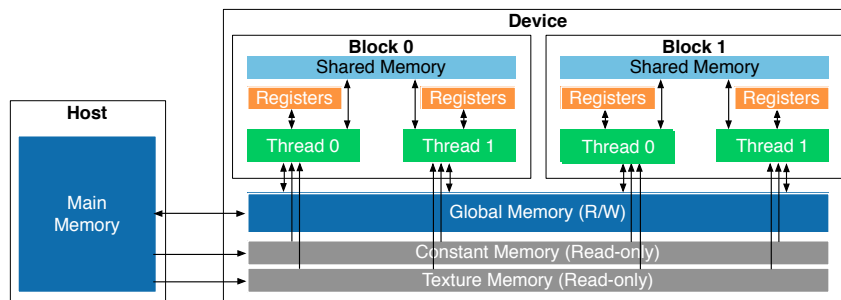 Device
Block 0
Shared Memory
Registers
Registers
Thread 0
Thread 1
Block 1
Shared Memory
Registers
Registers
Thread 0
Thread 1
Host
Main
Memory
Global Memory (R/W)
Constant Memory (Read-only)
Texture Memory (Read-only)